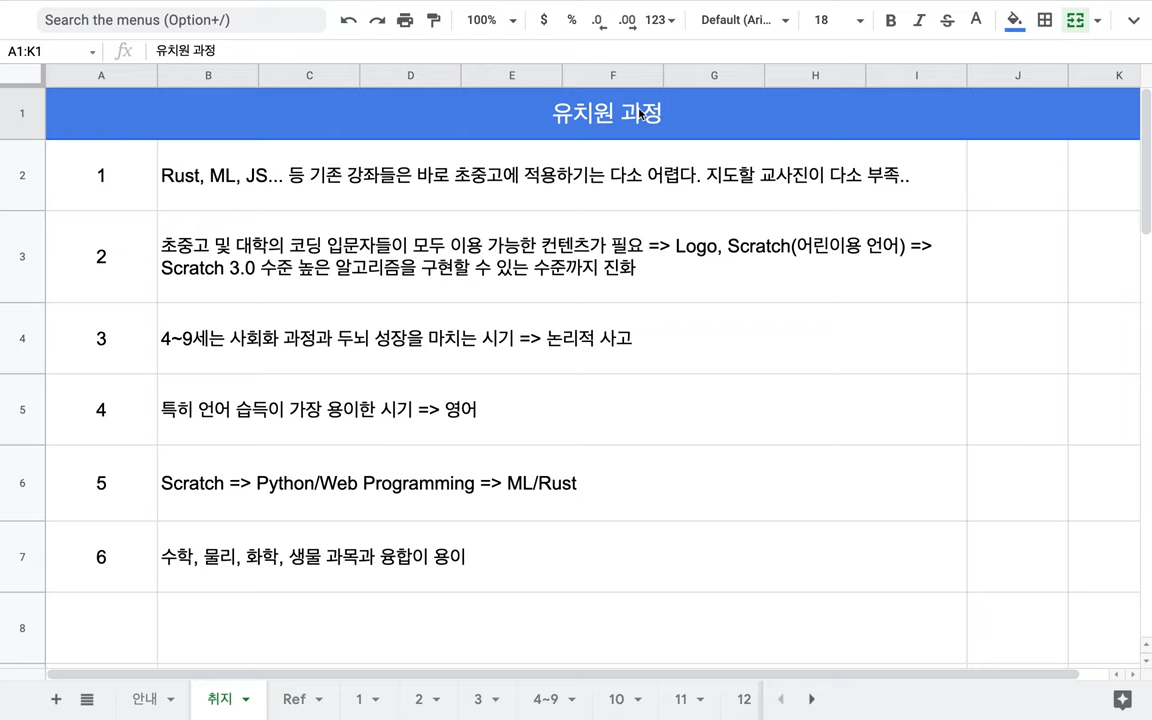 Search the menus (Option+/)
100%
$
%
.0
.00
123
Default (Ari...
18
B
I
S
A
A1:K1
fx
유치원 과정
A B C D E F G H I J K
1 유치원 과정
2 1 Rust, ML, JS... 등 기존 강좌들은 바로 초중고에 적용하기는 다소 어렵다. 지도할 교사진이 다소 부족..
3 2 초중고 및 대학의 코딩 입문자들이 모두 이용 가능한 컨텐츠가 필요 => Logo, Scratch(어린이용 언어) =>
Scratch 3.0 수준 높은 알고리즘을 구현할 수 있는 수준까지 진화
4 3 4~9세는 사회화 과정과 두뇌 성장을 마치는 시기 => 논리적 사고
5 4 특히 언어 습득이 가장 용이한 시기 => 영어
6 5 Scratch => Python/Web Programming => ML/Rust
7 6 수학, 물리, 화학, 생물 과목과 융합이 용이
8
+ 안내 취지 Ref 1 2 3 4~9 10 11 12